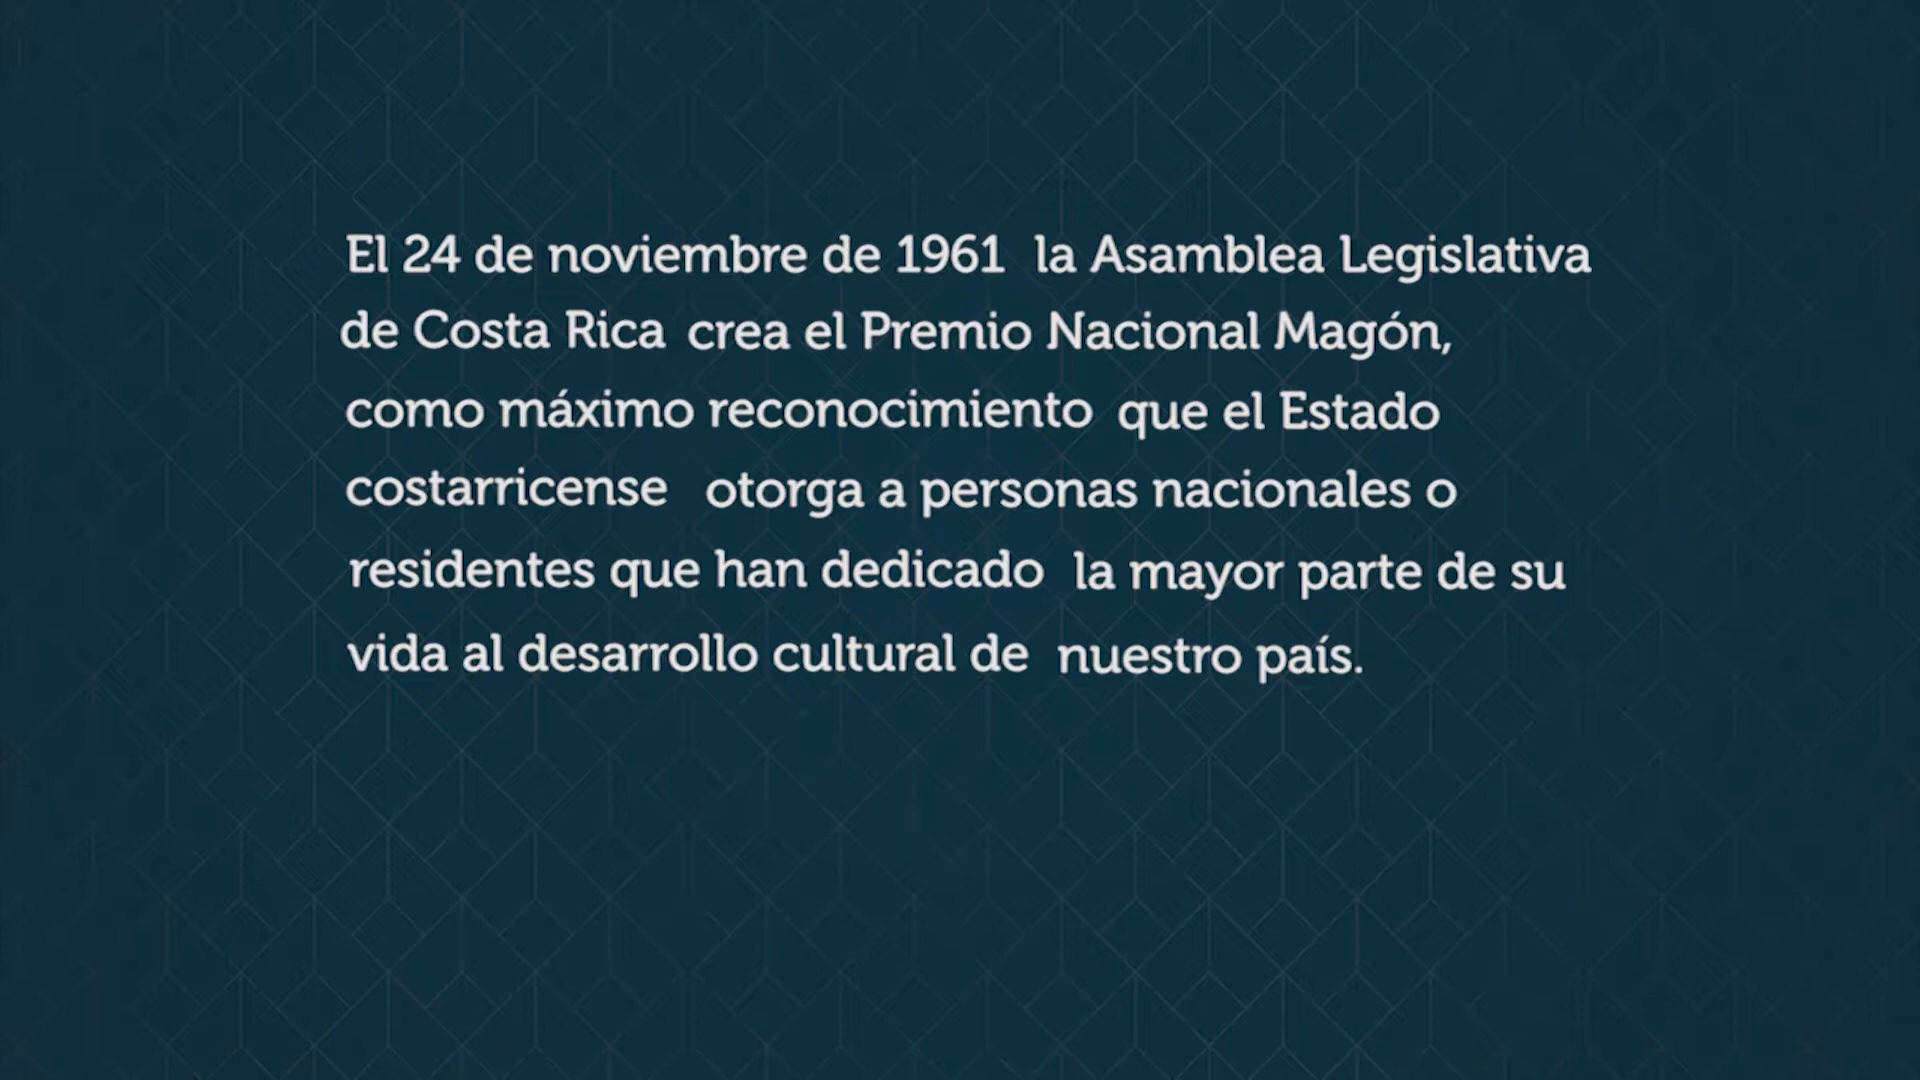 El 24 de noviembre de 1961 la Asamblea Legislativa
de Costa Rica crea el Premio Nacional Magón,
como máximo reconocimiento que el Estado
costarricense otorga a personas nacionales o
residentes que han dedicado la mayor parte de su
vida al desarrollo cultural de nuestro país.